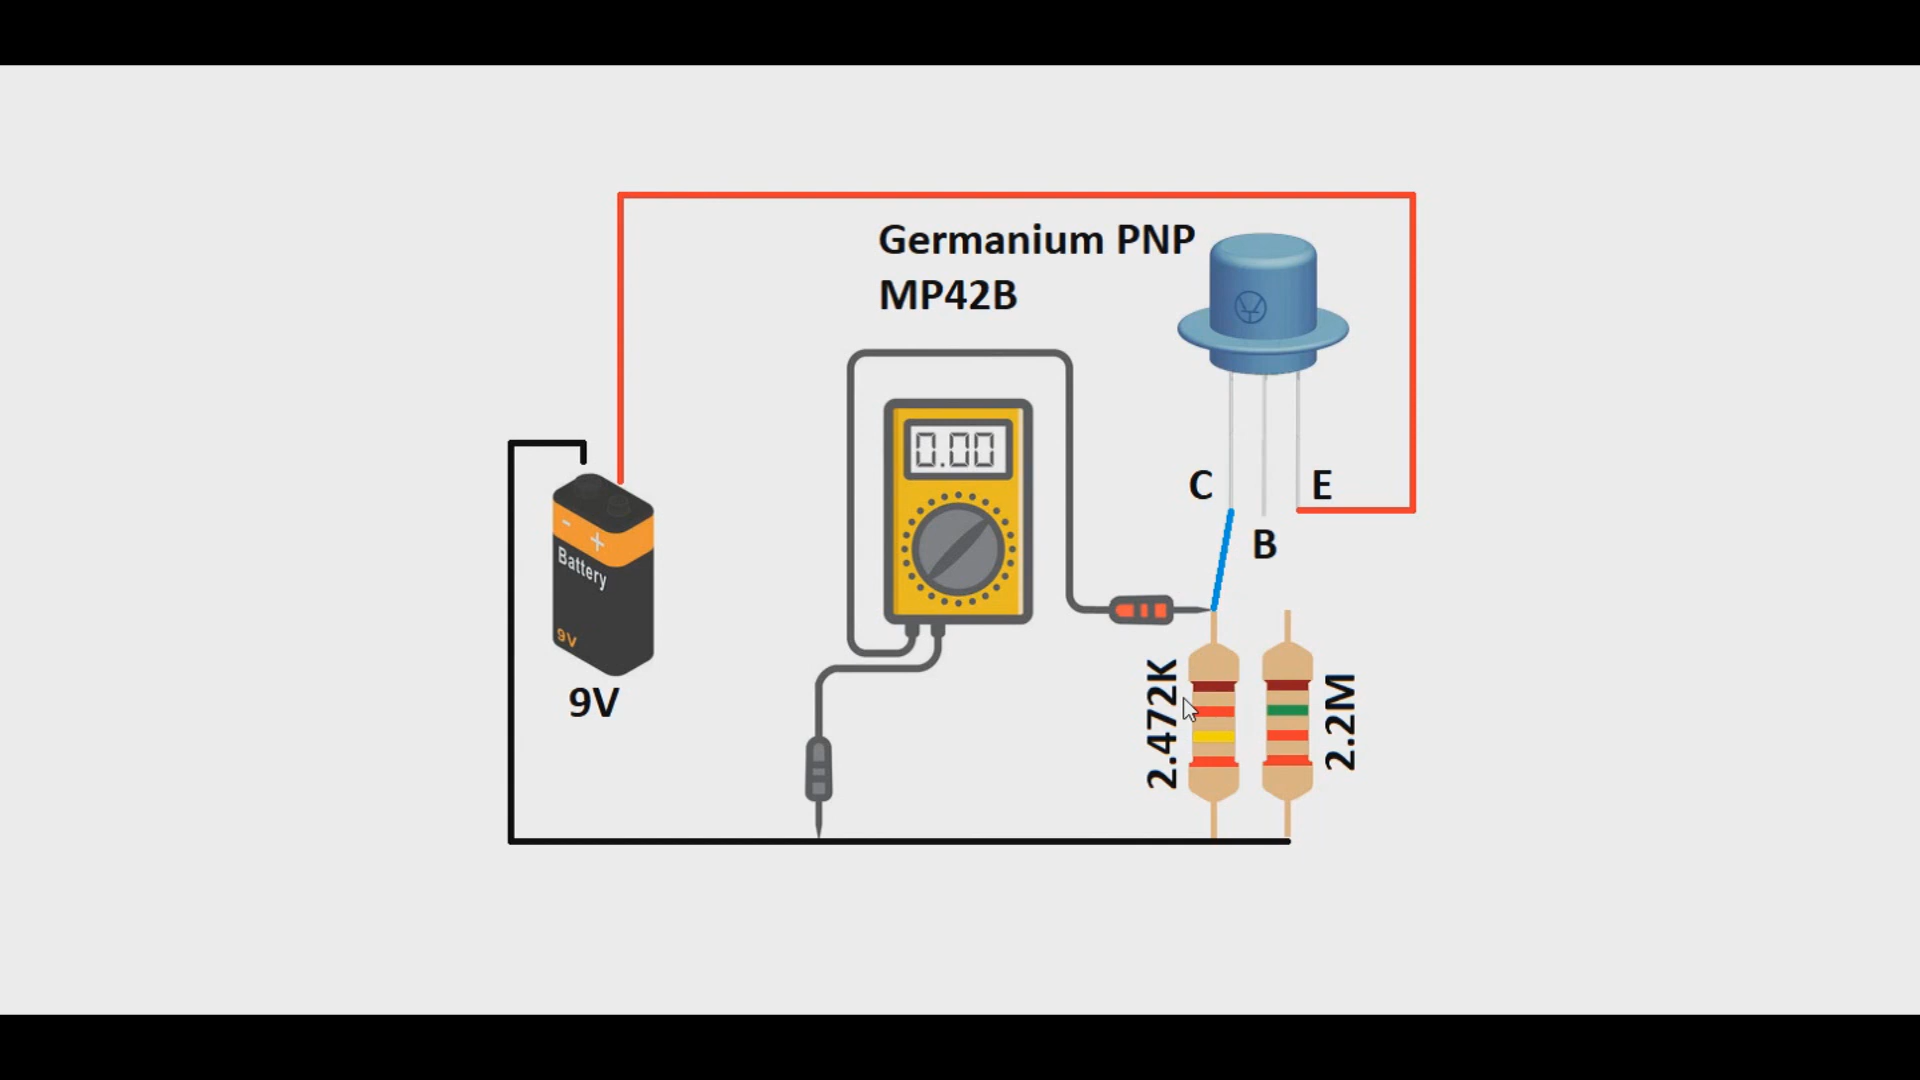 Germanium PNP
MP42B
0.00
C
E
B
- +
Battery
9V
9V
2.472K
2.2M